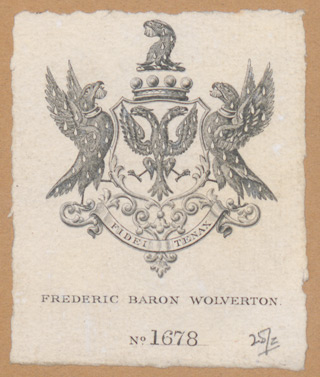 FIDEI TENAX
FREDERIC BARON WOLVERTON.
No 1678